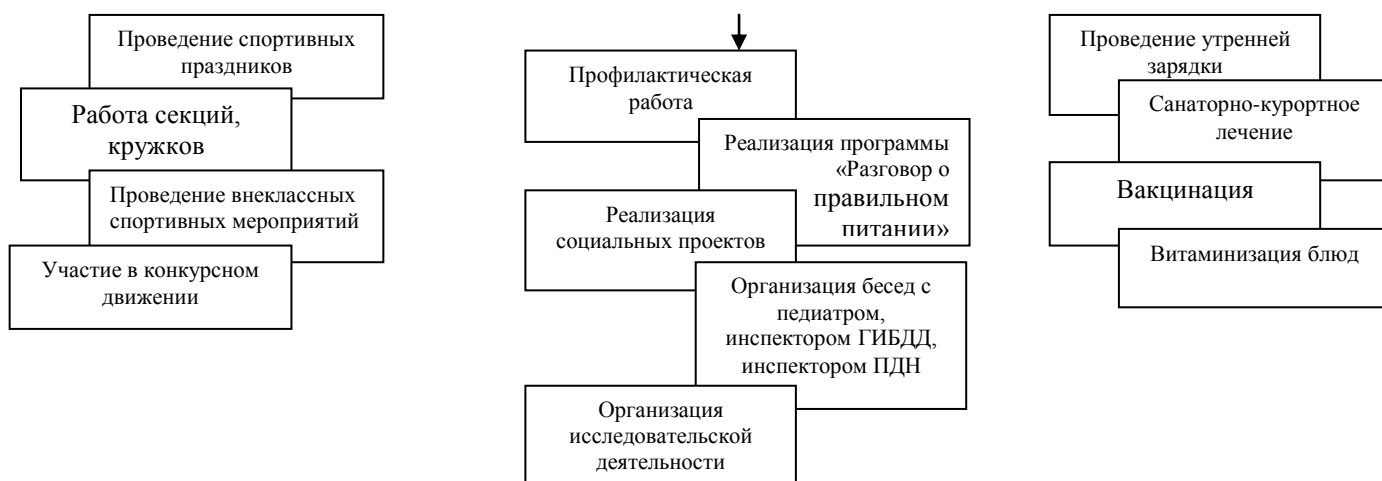 Проведение спортивных
праздников
Работа секций,
кружков
Проведение внеклассных
спортивных мероприятий
Участие в конкурсном
движении
Профилактическая
работа
Реализация программы
«Разговор о
правильном
питании»
Реализация
социальных проектов
Организация бесед с
педиатром,
инспектором ГИБДД,
инспектором ПДН
Организация
исследовательской
деятельности
Проведение утренней
зарядки
Санаторно-курортное
лечение
Вакцинация
Витаминизация блюд